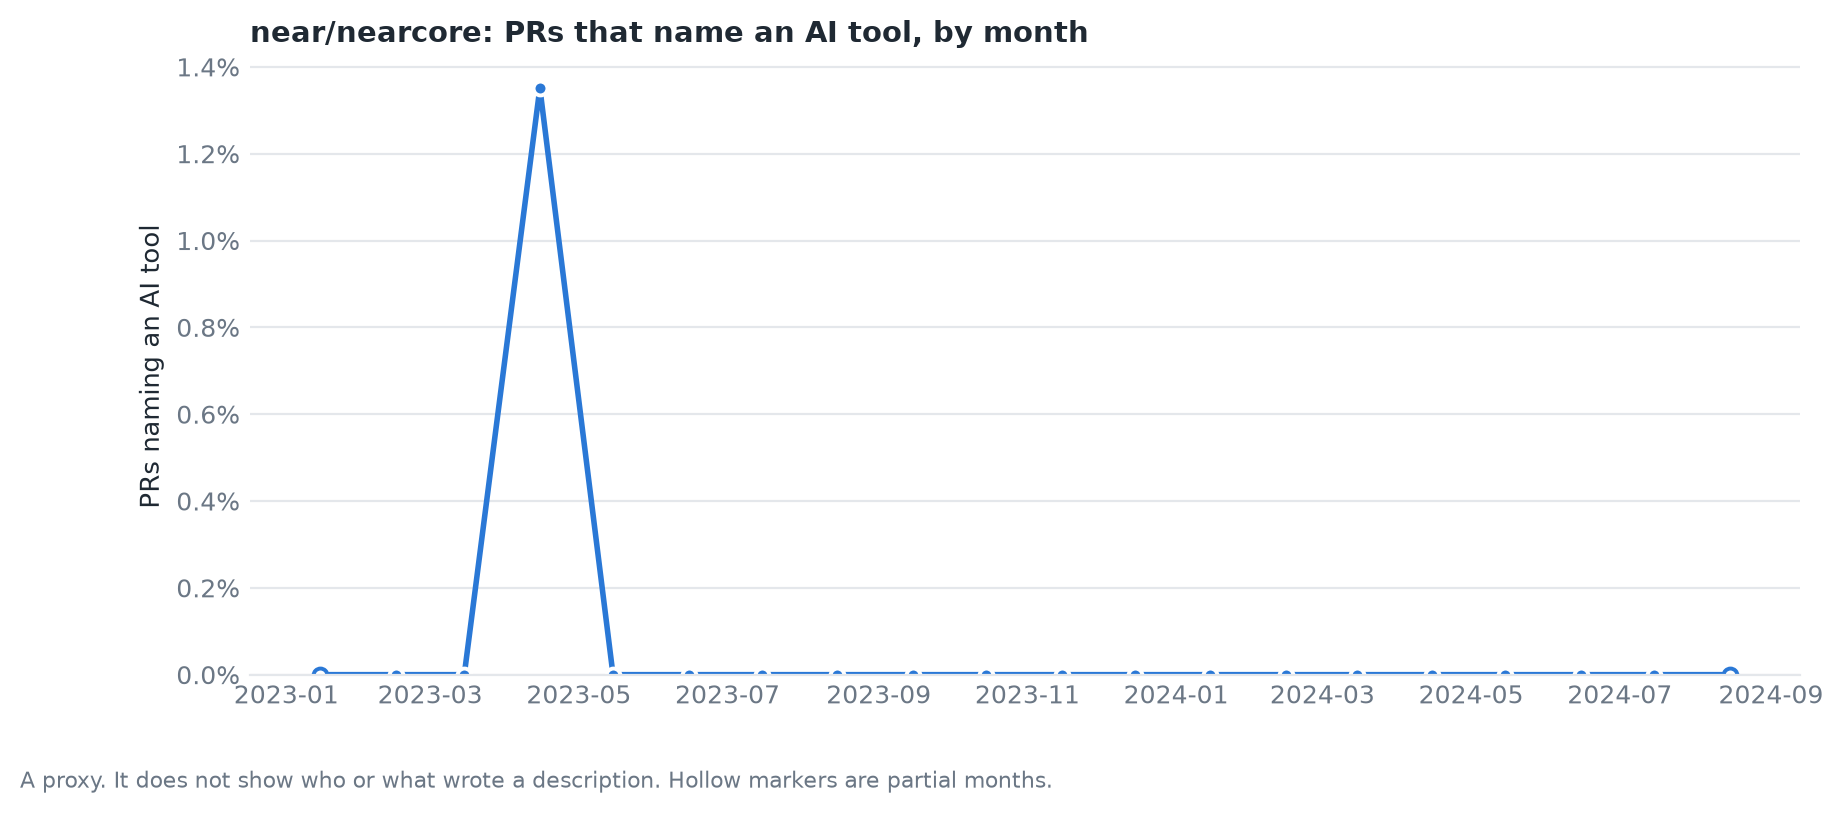 near/nearcore: PRs that name an AI tool, by month
PRs naming an AI tool
1.4%
1.2%
1.0%
0.8%
0.6%
0.4%
0.2%
0.0%
2023-01 2023-03 2023-05 2023-07 2023-09 2023-11 2024-01 2024-03 2024-05 2024-07 2024-09
A proxy. It does not show who or what wrote a description. Hollow markers are partial months.